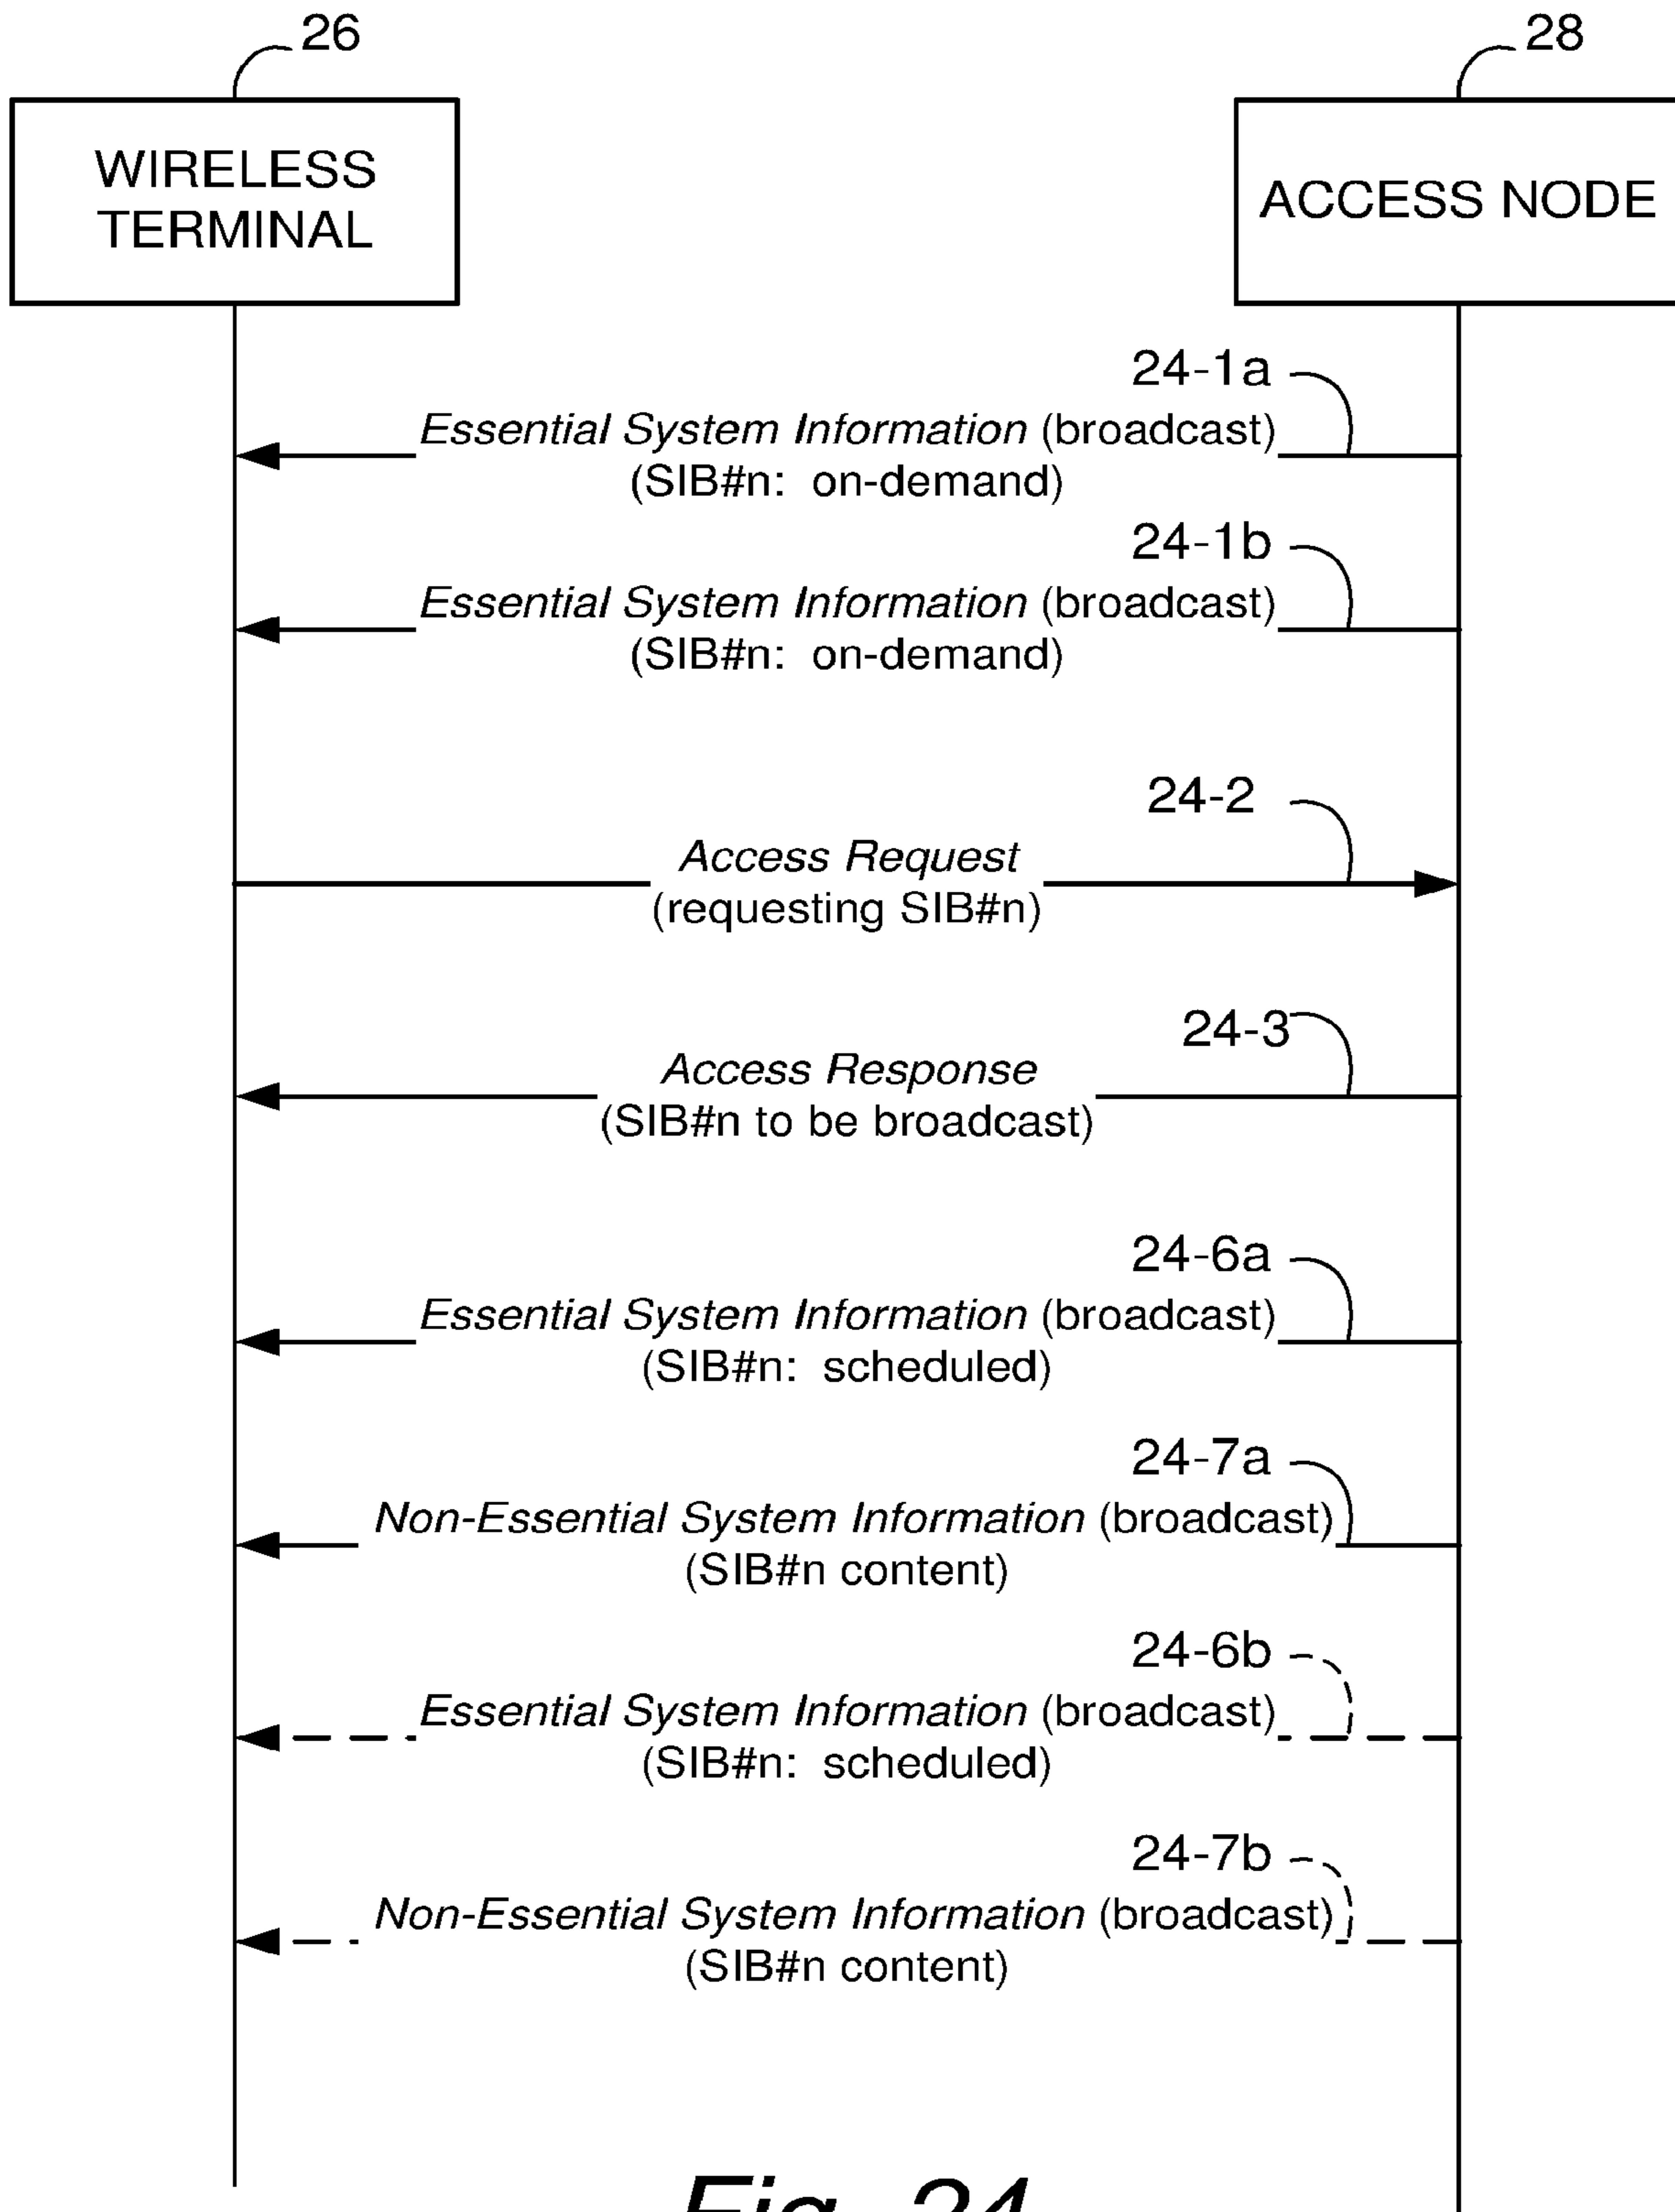 26
28
WIRELESS
TERMINAL
ACCESS NODE
24-1a
Essential System Information (broadcast)
(SIB#n: on-demand)
24-1b
Essential System Information (broadcast)
(SIB#n: on-demand)
24-2
Access Request
(requesting SIB#n)
24-3
Access Response
(SIB#n to be broadcast)
24-6a
Essential System Information (broadcast)
(SIB#n: scheduled)
24-7a
Non-Essential System Information (broadcast)
(SIB#n content)
24-6b
Essential System Information (broadcast)
(SIB#n: scheduled)
24-7b
Non-Essential System Information (broadcast)
(SIB#n content)
Fig. 24